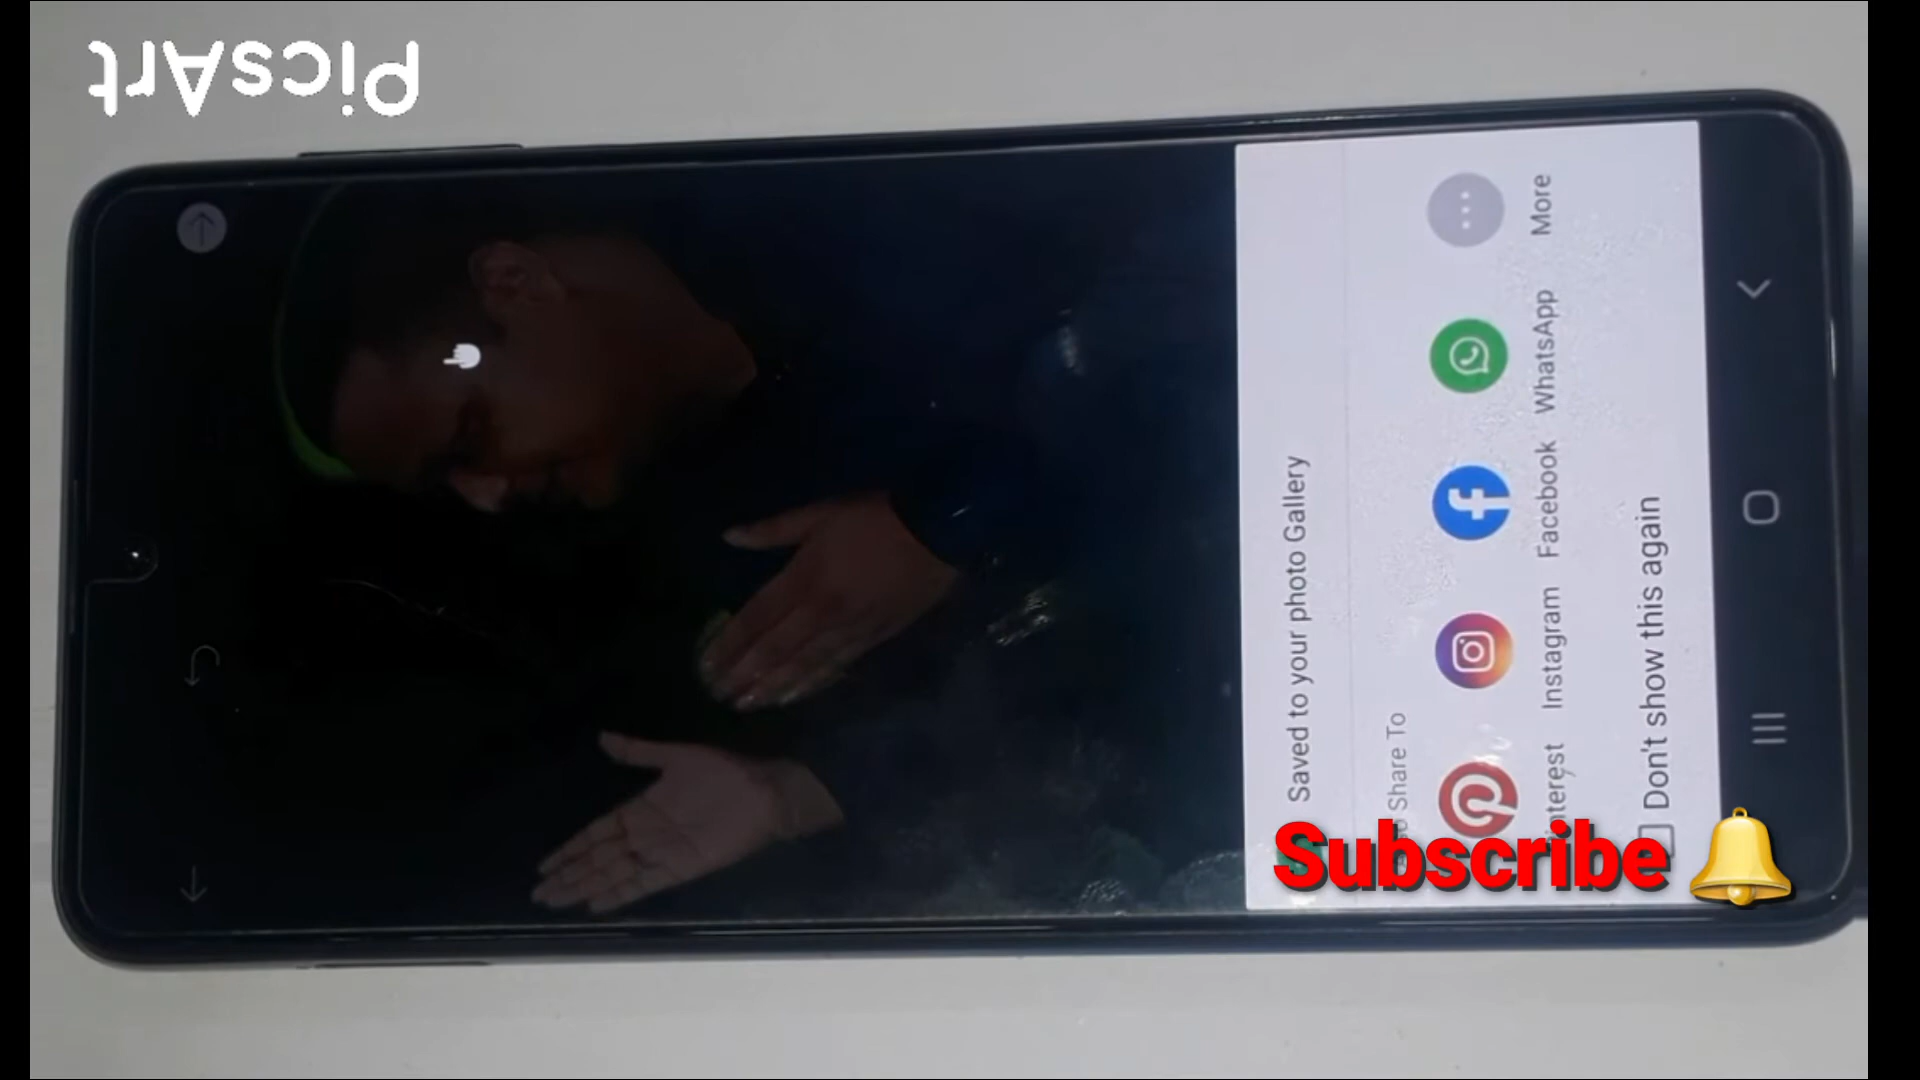 PicsArt
Saved to your photo Gallery
Share To
Instagram
Facebook
WhatsApp
More
Don't show this again
Subscribe